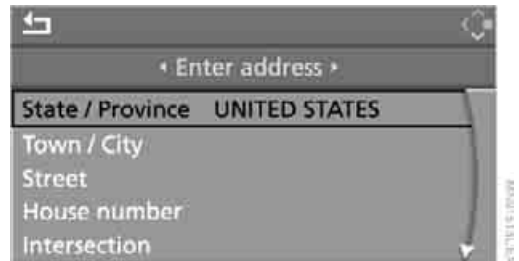 Enter address
State / Province UNITED STATES
Town / City
Street
House number
Intersection